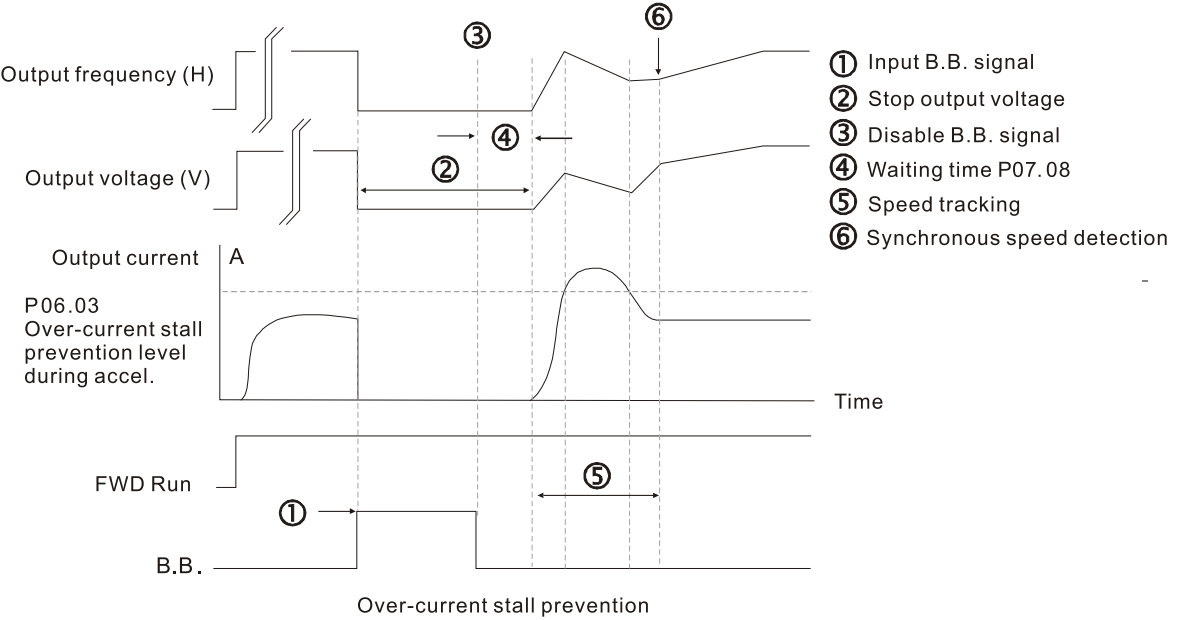 ⑥
③
Output frequency (H)
① Input B.B. signal
② Stop output voltage
③ Disable B.B. signal
④ Waiting time P07.08
⑤ Speed tracking
⑥ Synchronous speed detection
④
②
Output voltage (V)
Output current
A
P06.03
Over-current stall
prevention level
during accel.
Time
FWD Run
⑤
①
B.B.
Over-current stall prevention